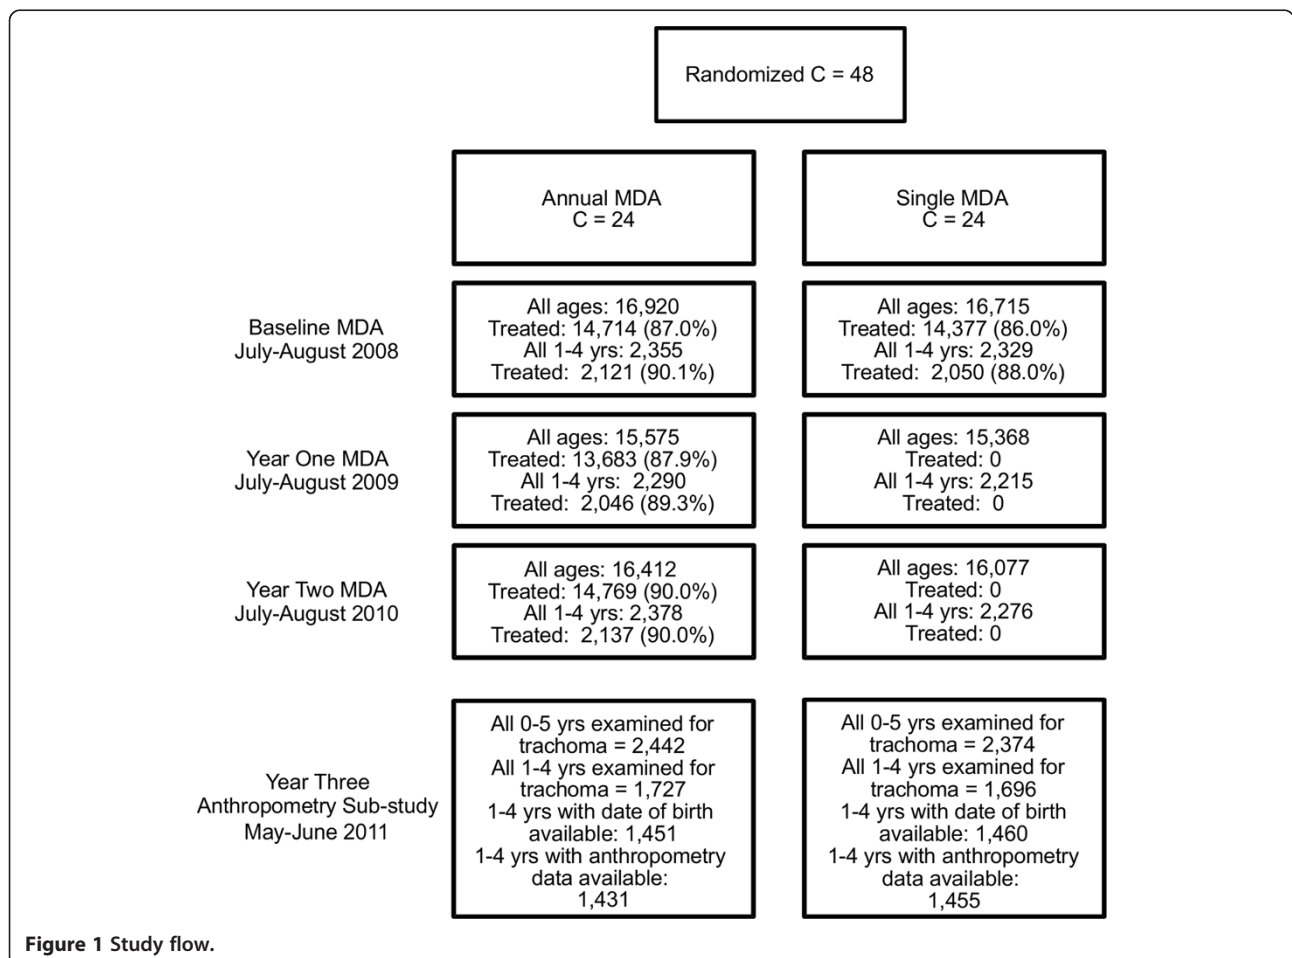 Randomized C = 48
Annual MDA
C = 24
Single MDA
C = 24
Baseline MDA
July-August 2008
All ages: 16,920
Treated: 14,714 (87.0%)
All 1-4 yrs: 2,355
Treated:  2,121 (90.1%)
All ages: 16,715
Treated: 14,377 (86.0%)
All 1-4 yrs: 2,329
Treated:  2,050 (88.0%)
Year One MDA
July-August 2009
All ages: 15,575
Treated: 13,683 (87.9%)
All 1-4 yrs:  2,290
Treated:  2,046 (89.3%)
All ages: 15,368
Treated: 0
All 1-4 yrs: 2,215
Treated:  0
Year Two MDA
July-August 2010
All ages: 16,412
Treated: 14,769 (90.0%)
All 1-4 yrs: 2,378
Treated:  2,137 (90.0%)
All ages: 16,077
Treated: 0
All 1-4 yrs: 2,276
Treated:  0
Year Three
Anthropometry Sub-study
May-June 2011
All 0-5 yrs examined for
trachoma = 2,442
All 1-4 yrs examined for
trachoma = 1,727
1-4 yrs with date of birth
available: 1,451
1-4 yrs with anthropometry
data available:
1,431
All 0-5 yrs examined for
trachoma = 2,374
All 1-4 yrs examined for
trachoma = 1,696
1-4 yrs with date of birth
available: 1,460
1-4 yrs with anthropometry
data available:
1,455
Figure 1 Study flow.